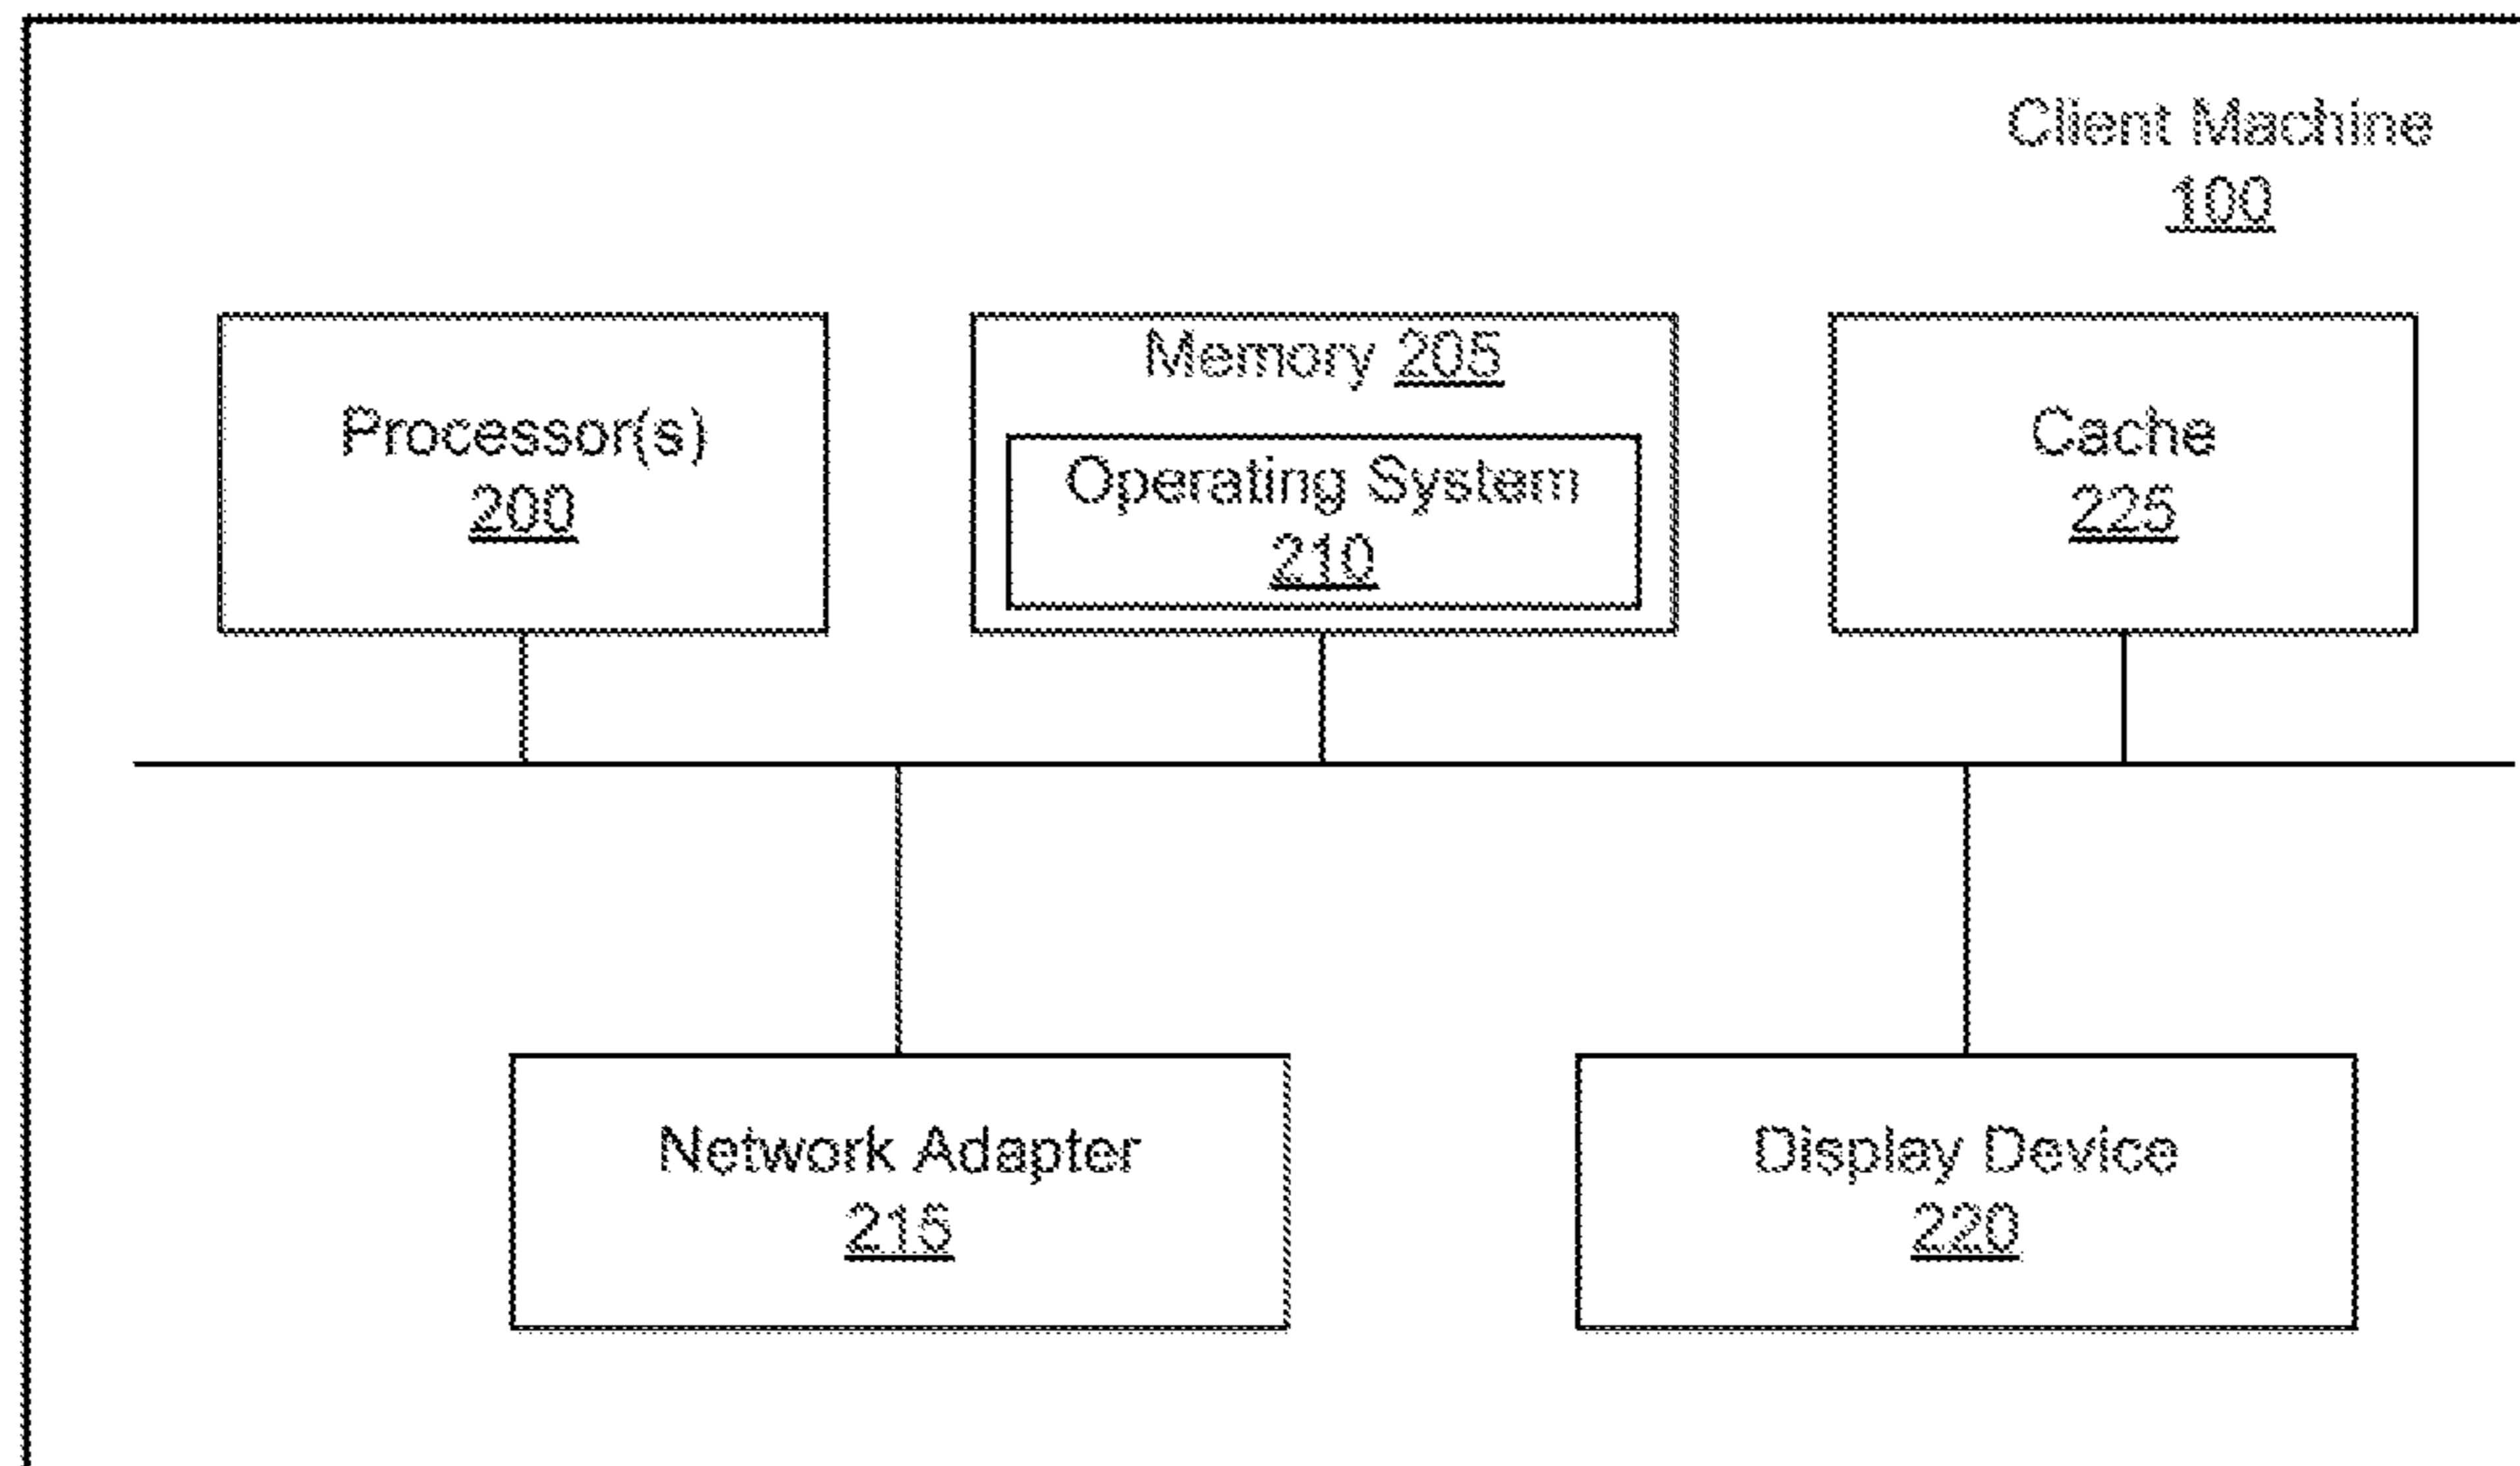 Client Machine
100
Processor(s)
200
Memory 205
Operating System
210
Cache
225
Network Adapter
215
Display Device
220